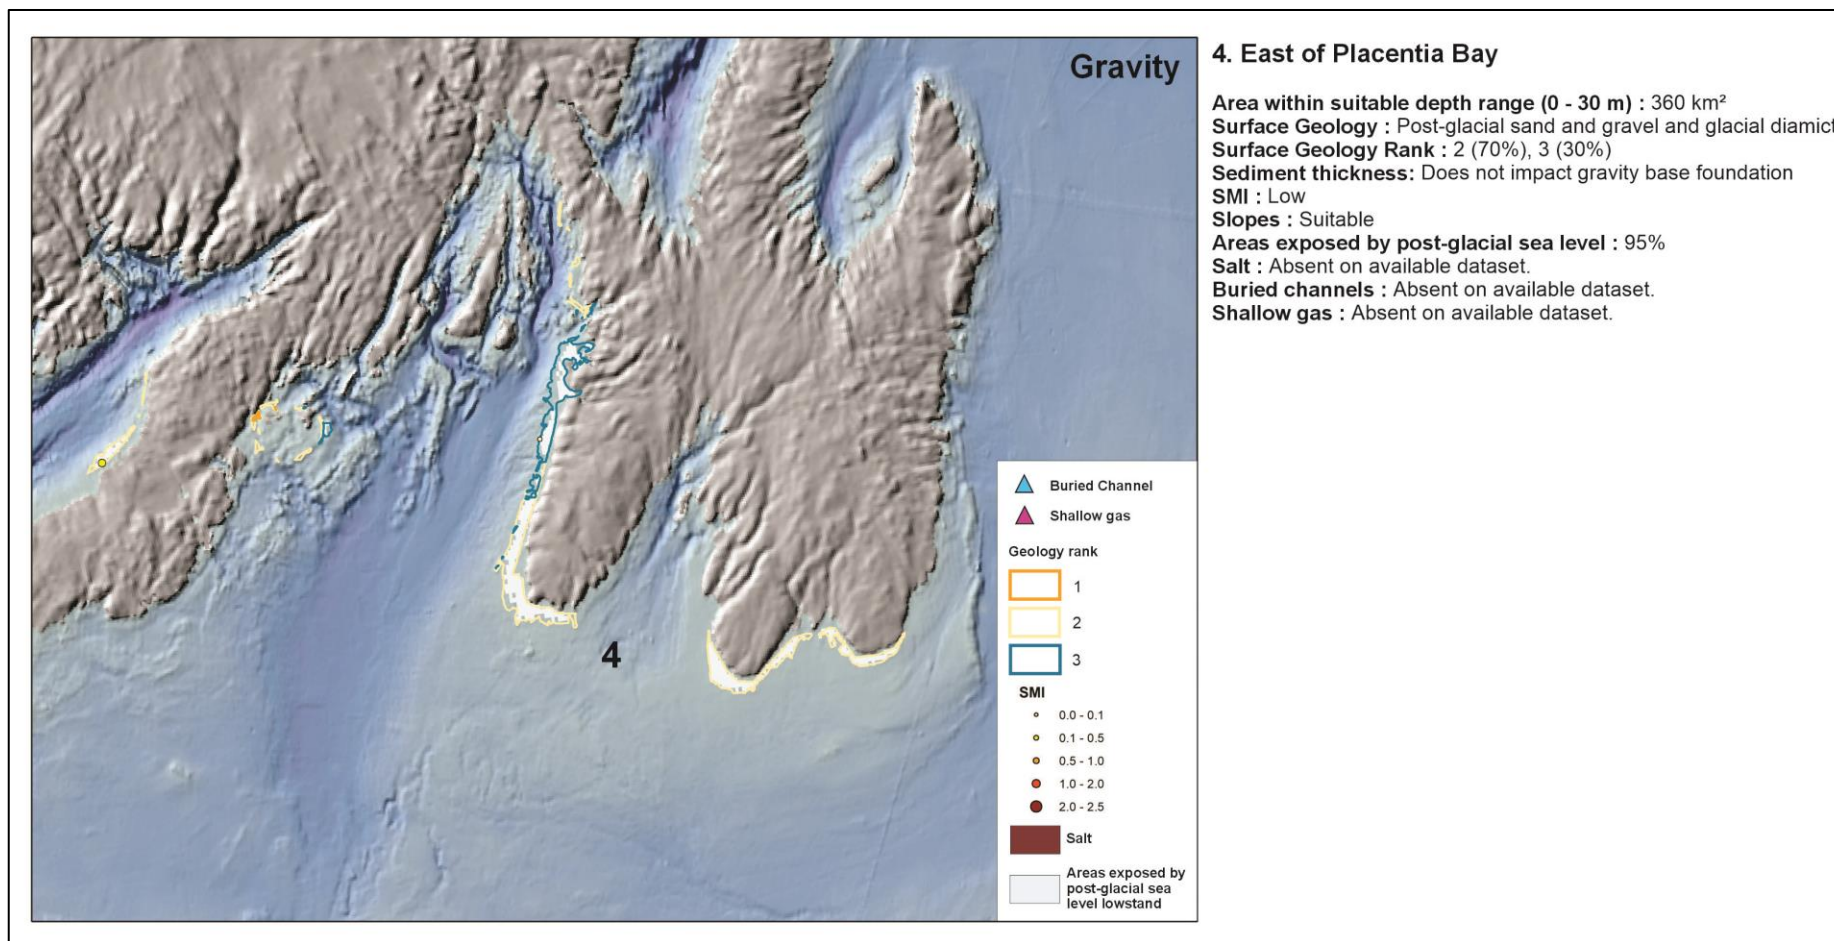 Gravity
4. East of Placentia Bay
Area within suitable depth range (0 - 30 m) : 360 km²
Surface Geology : Post-glacial sand and gravel and glacial diamict
Surface Geology Rank : 2 (70%), 3 (30%)
Sediment thickness: Does not impact gravity base foundation
SMI : Low
Slopes : Suitable
Areas exposed by post-glacial sea level : 95%
Salt : Absent on available dataset.
Buried channels : Absent on available dataset.
Shallow gas : Absent on available dataset.
4
Buried Channel
Shallow gas
Geology rank
1
2
3
SMI
0.0 - 0.1
0.1 - 0.5
0.5 - 1.0
1.0 - 2.0
2.0 - 2.5
Salt
Areas exposed by
post-glacial sea
level lowstand